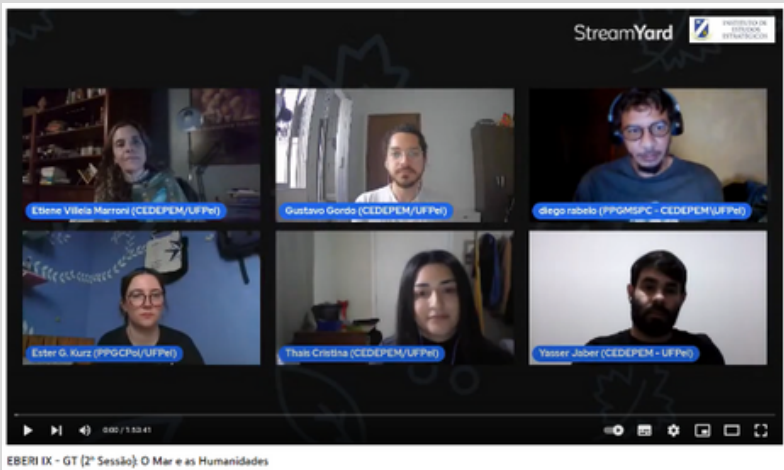 StreamYard
INSTITUTO DE
ESTUDOS
ESTRATÉGICOS
Etiene Villela Marroni (CEDEPEM/UFPel)
Gustavo Gordo (CEDEPEM/UFPel)
diego rabelo (PPGMSPC - CEDEPEM\UFPel)
Ester G. Kurz (PPGCPol/UFPel)
Thais Cristina (CEDEPEM/UFPel)
Yasser Jaber (CEDEPEM - UFPel)
0:00 / 1:53:41
EBERI IX - GT (2ª Sessão): O Mar e as Humanidades